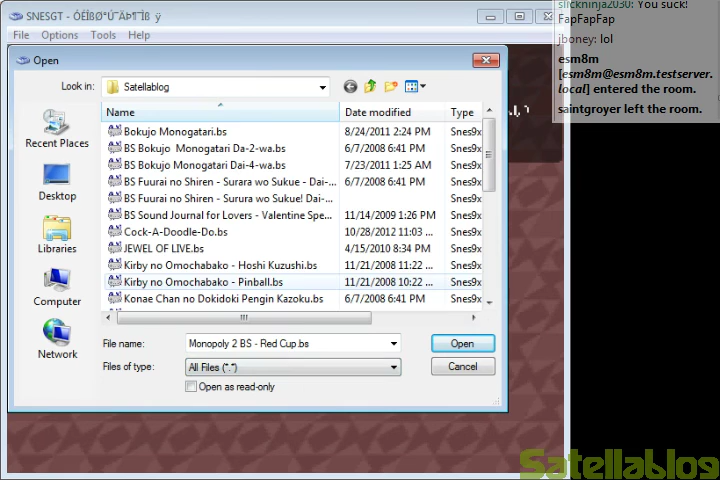 SNESGT - ÓÉÎßØ°Ú¯ÄÞ¶¯Ìß ÿ
slickninja2030: You suck!
FapFapFap
File Options Tools Help
jboney: lol
Open
esm8m
[esm8m@esm8m.testserver.
local] entered the room.
Look in: Satellablog
saintgroyer left the room.
Name Date modified Type
Bokujo Monogatari.bs 8/24/2011 2:24 PM Snes9x
BS Bokujo Monogatari Da-2-wa.bs 6/7/2008 6:41 PM Snes9x
BS Bokujo Monogatari Dai-4-wa.bs 7/23/2011 1:25 AM Snes9x
BS Fuurai no Shiren - Surara wo Sukue - Dai-... 6/7/2008 6:41 PM Snes9x
BS Fuurai no Shiren - Surara wo Sukue! Dai-... Snes9x
BS Sound Journal for Lovers - Valentine Spe... 11/14/2009 1:26 PM Snes9x
Cock-A-Doodle-Do.bs 10/28/2012 11:03 ... Snes9x
JEWEL OF LIVE.bs 4/15/2010 8:34 PM Snes9x
Kirby no Omochabako - Hoshi Kuzushi.bs 11/21/2008 11:22 ... Snes9x
Kirby no Omochabako - Pinball.bs 11/21/2008 10:22 ... Snes9x
Konae Chan no Dokidoki Pengin Kazoku.bs 6/7/2008 6:41 PM Snes9x
Recent Places
Desktop
Libraries
Computer
Network
File name: Monopoly 2 BS - Red Cup.bs Open
Files of type: All Files (*.*) Cancel
Open as read-only
Satellablog